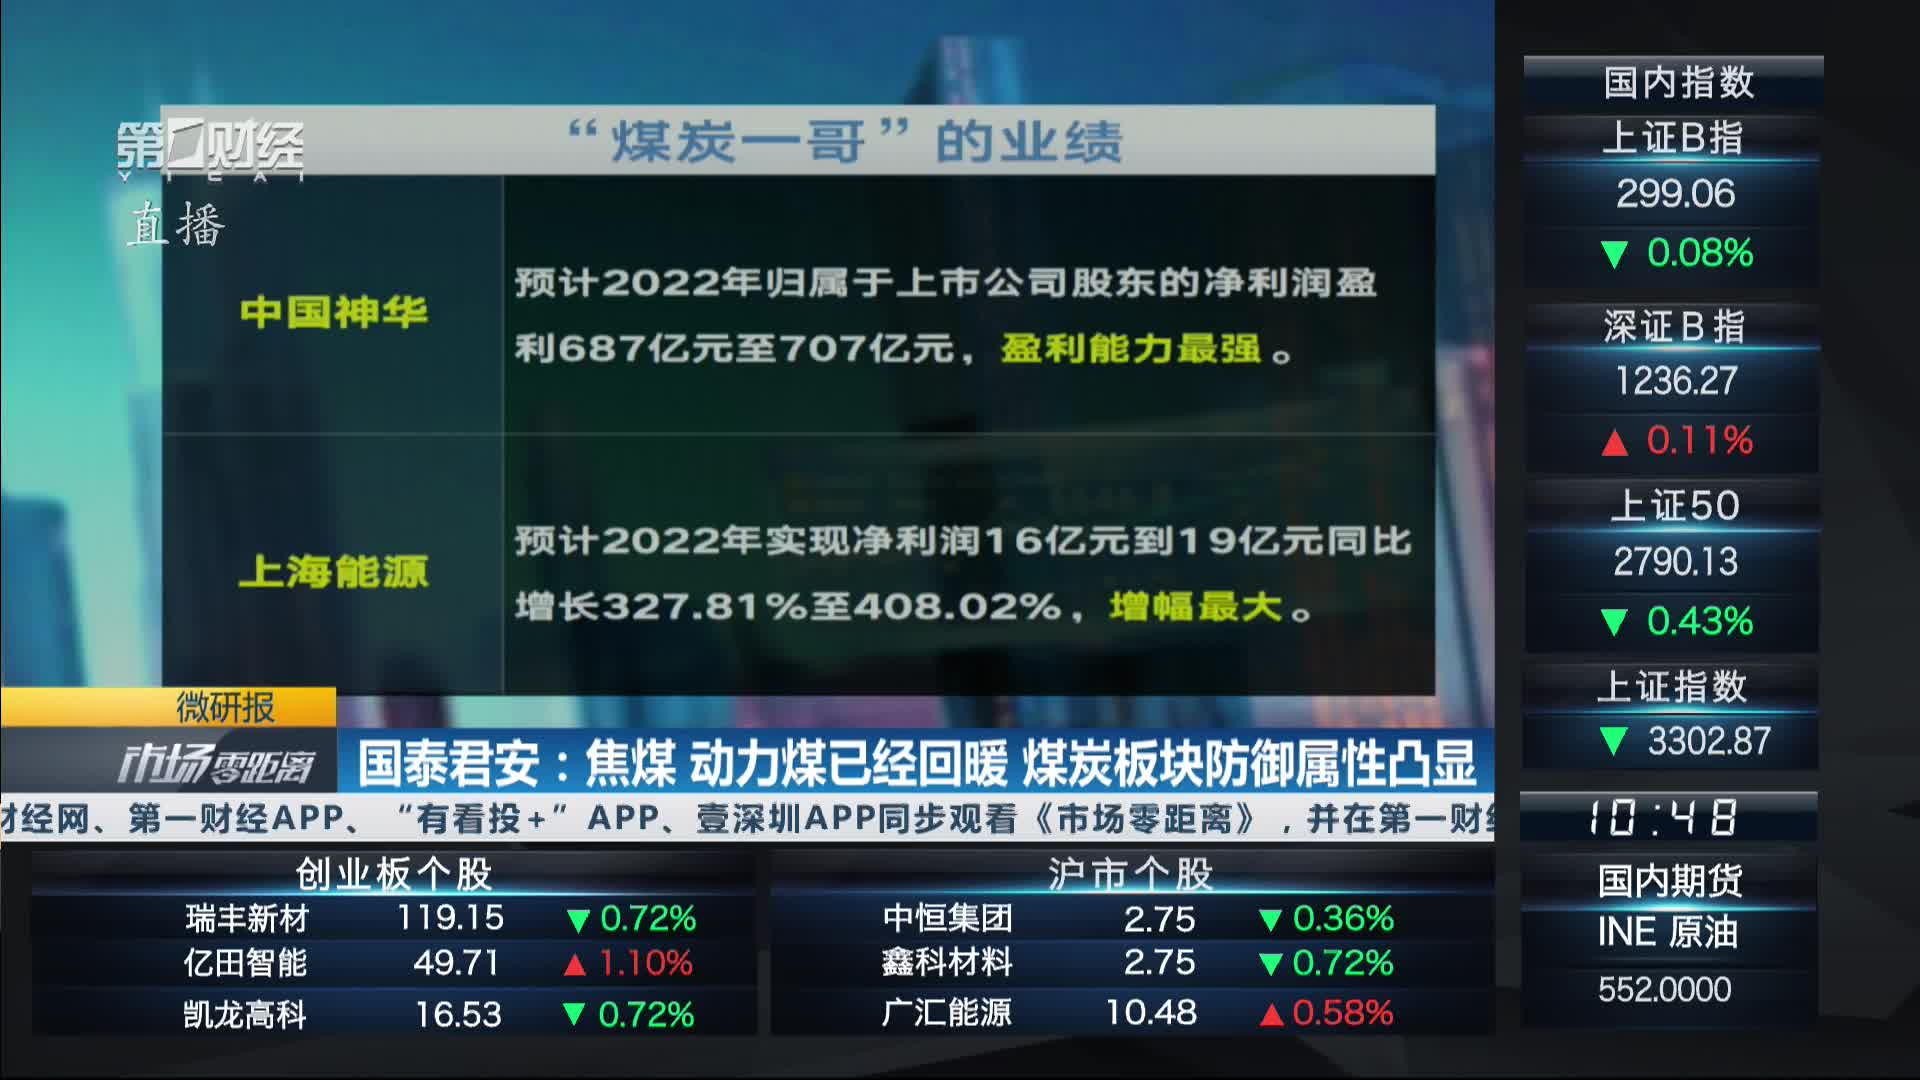 第一财经
YICAI
直播
“煤炭一哥”的业绩
中国神华
预计2022年归属于上市公司股东的净利润盈
利687亿元至707亿元，盈利能力最强。
上海能源
预计2022年实现净利润16亿元到19亿元同比
增长327.81%至408.02%，增幅最大。
微研报
市场零距离
国泰君安：焦煤 动力煤已经回暖 煤炭板块防御属性凸显
财经网、第一财经APP、“有看投+”APP、壹深圳APP同步观看《市场零距离》，并在第一财经
创业板个股
瑞丰新材 119.15 ▼ 0.72%
亿田智能 49.71 ▲ 1.10%
凯龙高科 16.53 ▼ 0.72%
沪市个股
中恒集团 2.75 ▼ 0.36%
鑫科材料 2.75 ▼ 0.72%
广汇能源 10.48 ▲ 0.58%
国内指数
上证B指
299.06
▼ 0.08%
深证B指
1236.27
▲ 0.11%
上证50
2790.13
▼ 0.43%
上证指数
▼ 3302.87
10:48
国内期货
INE 原油
552.0000